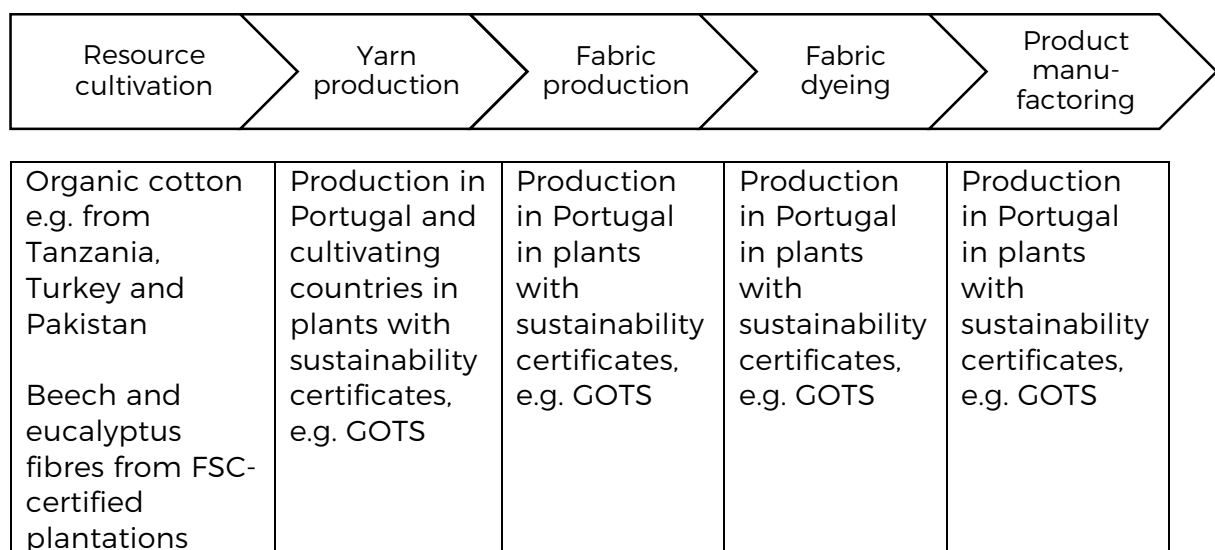 Resource
cultivation
Yarn
production
Fabric
production
Fabric
dyeing
Product
manu-
factoring
Organic cotton
e.g. from
Tanzania,
Turkey and
Pakistan
Beech and
eucalyptus
fibres from FSC-
certified
plantations
Production in
Portugal and
cultivating
countries in
plants with
sustainability
certificates,
e.g. GOTS
Production
in Portugal
in plants
with
sustainability
certificates,
e.g. GOTS
Production
in Portugal
in plants
with
sustainability
certificates,
e.g. GOTS
Production
in Portugal
in plants
with
sustainability
certificates,
e.g. GOTS